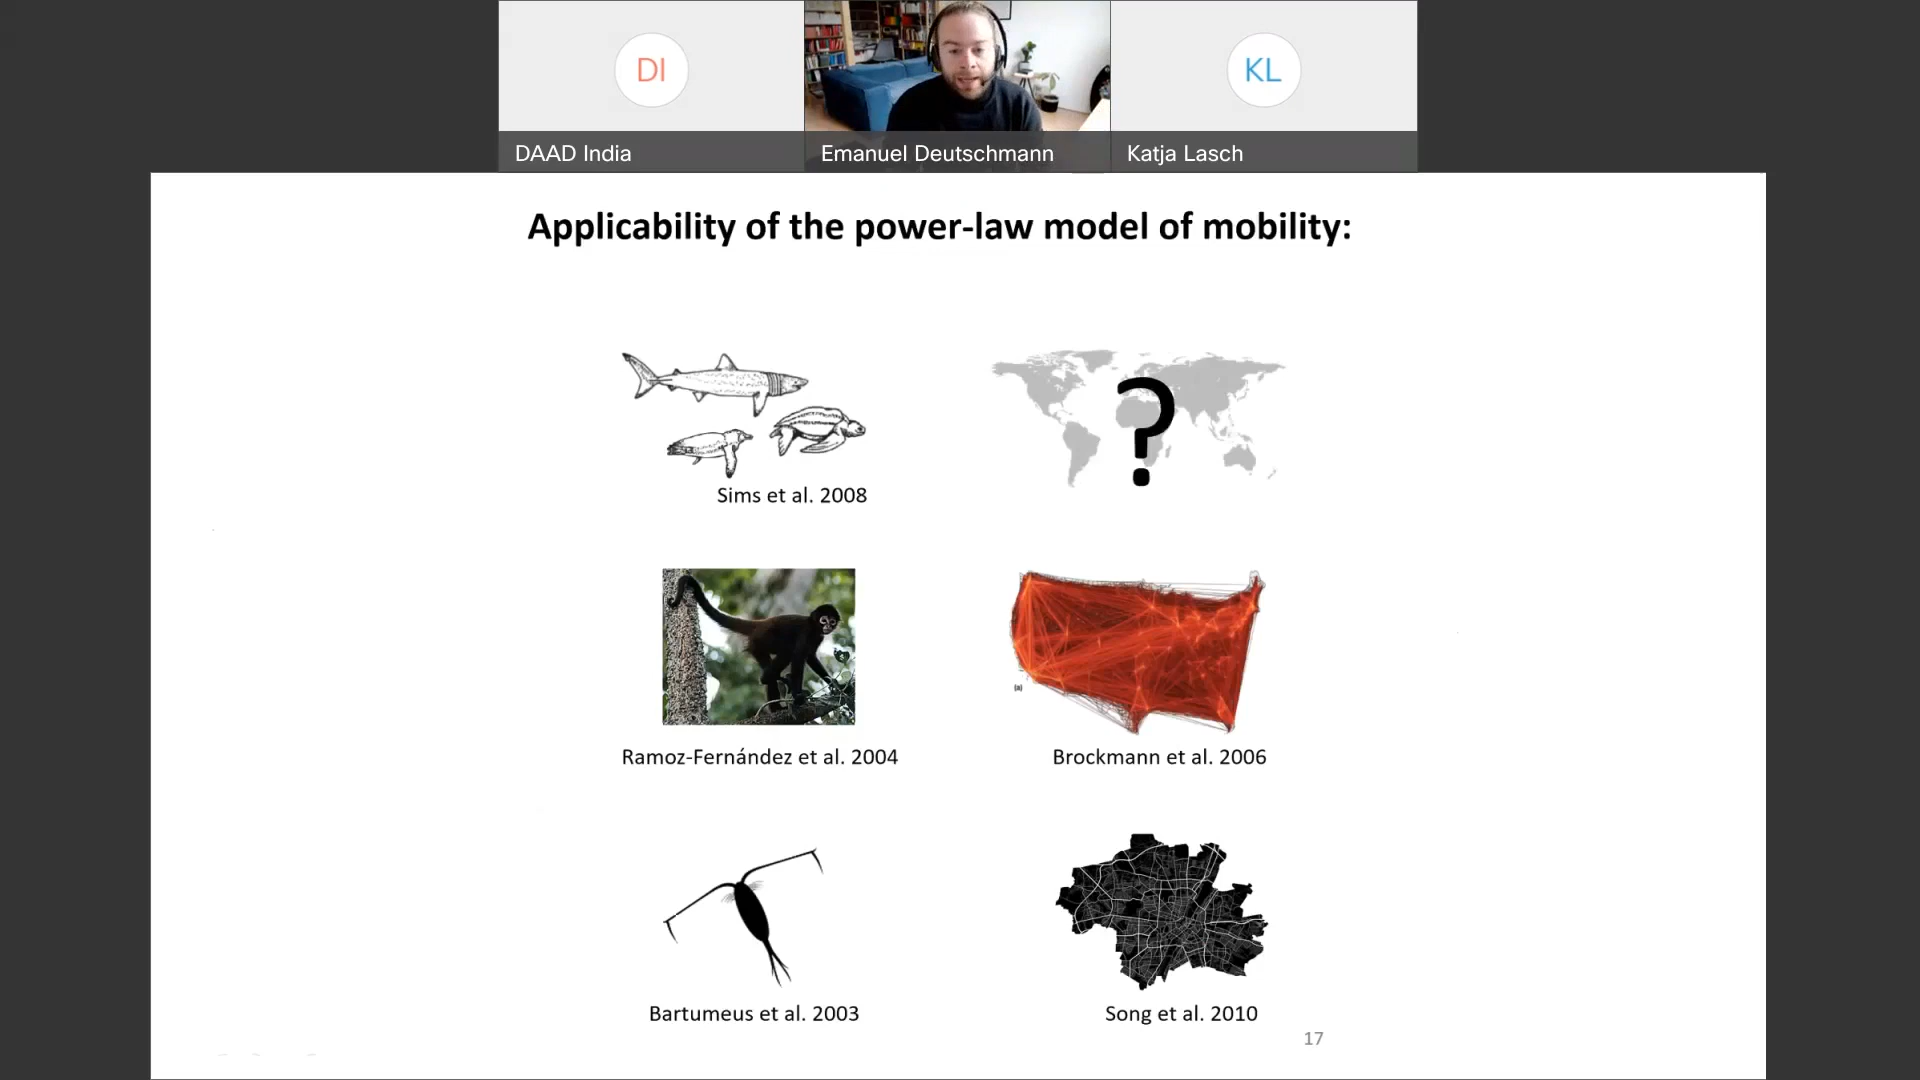 DI
KL
DAAD India
Emanuel Deutschmann
Katja Lasch
Applicability of the power-law model of mobility:
?
Sims et al. 2008
(a)
Ramoz-Fernández et al. 2004
Brockmann et al. 2006
Bartumeus et al. 2003
Song et al. 2010
17